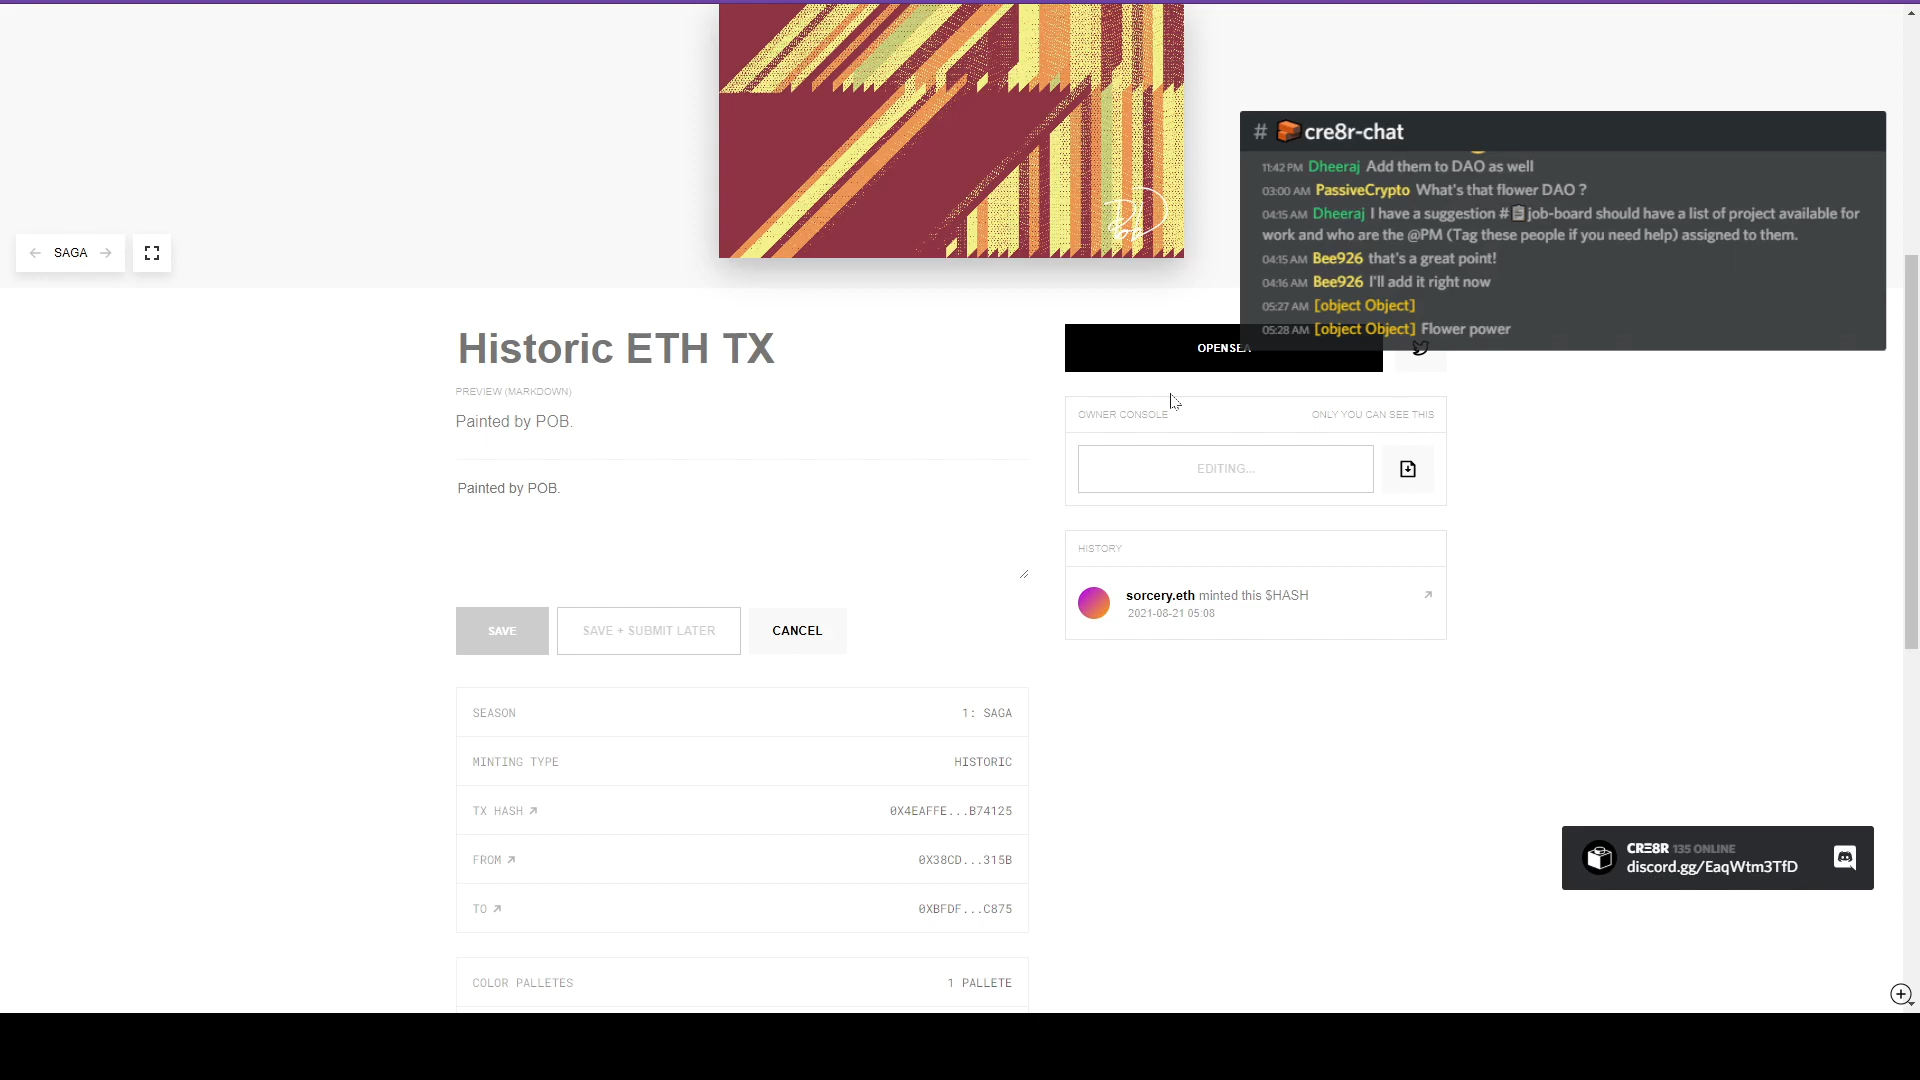 # cre8r-chat
11:42 PM Dheeraj Add them to DAO as well
03:00 AM PassiveCrypto What's that flower DAO ?
04:15 AM Dheeraj I have a suggestion # job-board should have a list of project available for
work and who are the @PM (Tag these people if you need help) assigned to them.
04:15 AM Bee926 that's a great point!
04:16 AM Bee926 I'll add it right now
05:27 AM [object Object]
05:28 AM [object Object] Flower power
← SAGA →
Historic ETH TX
PREVIEW (MARKDOWN)
Painted by POB.
Painted by POB.
SAVE
SAVE + SUBMIT LATER
CANCEL
OPENSEA
OWNER CONSOLE
ONLY YOU CAN SEE THIS
EDITING...
HISTORY
sorcery.eth minted this $HASH
2021-08-21 05:08
SEASON 1: SAGA
MINTING TYPE HISTORIC
TX HASH 0X4EAFFE...B74125
FROM 0X38CD...315B
TO 0XBFDF...C875
COLOR PALLETES 1 PALLETE
CRE8R 135 ONLINE
discord.gg/EaqWtm3TfD